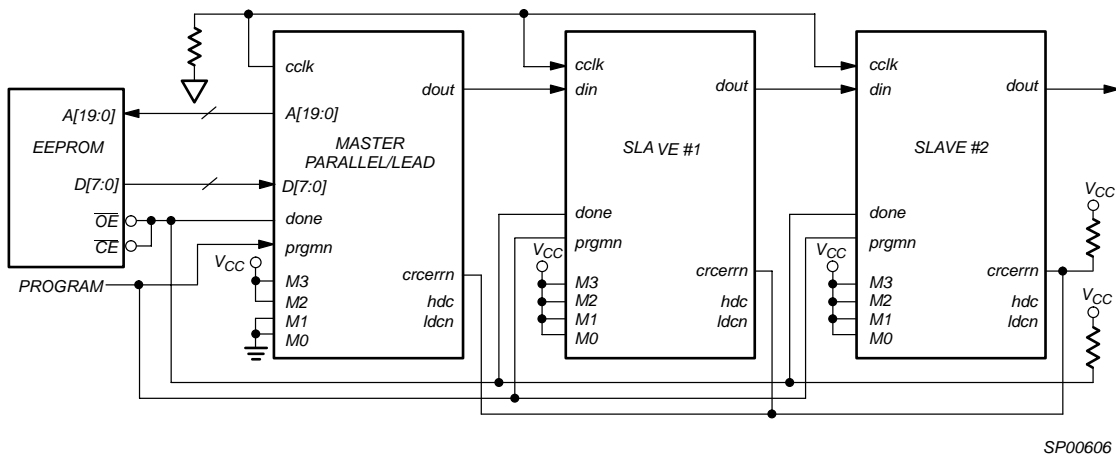 EEPROM
A[19:0]
D[7:0]
OE
CE
PROGRAM
cclk
dout
A[19:0]
MASTER
PARALLEL/LEAD
D[7:0]
done
prgmn
VCC
M3
M2
M1
M0
crcerrn
hdc
ldcn
cclk
din
dout
SLA VE #1
done
prgmn
VCC
M3
M2
M1
M0
crcerrn
hdc
ldcn
cclk
din
dout
SLAVE #2
done
prgmn
VCC
M3
M2
M1
M0
crcerrn
hdc
ldcn
VCC
VCC
SP00606